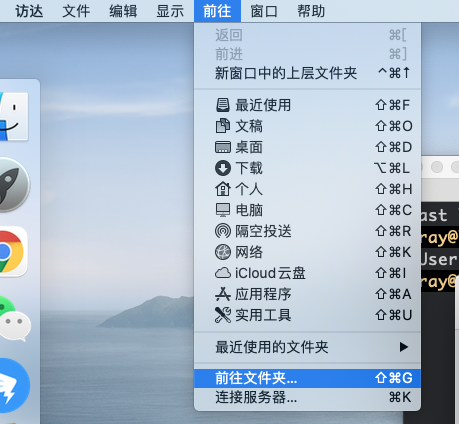 访达 文件 编辑 显示 前往 窗口 帮助
返回 ⌘[
前进 ⌘]
新窗口中的上层文件夹 ^⌘↑
最近使用 ⇧⌘F
文稿 ⇧⌘O
桌面 ⇧⌘D
下载 ⌥⌘L
个人 ⇧⌘H
电脑 ⇧⌘C
隔空投送 ⇧⌘R
网络 ⇧⌘K
iCloud云盘 ⇧⌘I
应用程序 ⇧⌘A
实用工具 ⇧⌘U
最近使用的文件夹 ▶
前往文件夹... ⇧⌘G
连接服务器... ⌘K
ast
ray@
User
ray@